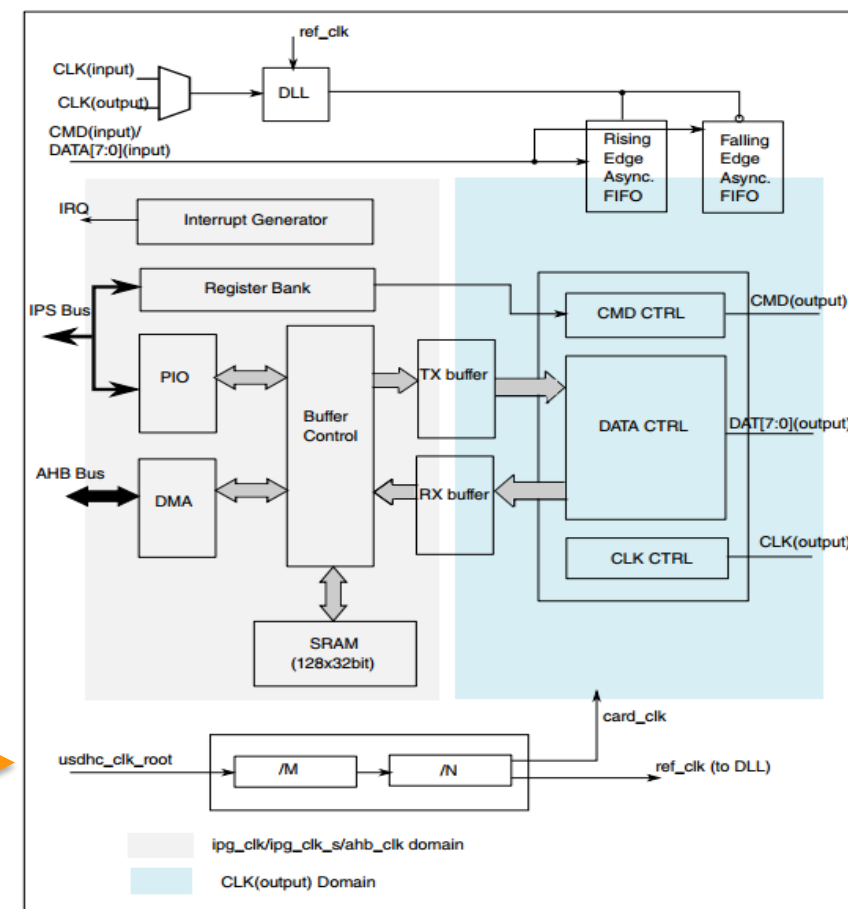 ref_clk
CLK(input)
CLK(output)
DLL
CMD(input)/
DATA[7:0](input)
Rising
Edge
Async.
FIFO
Falling
Edge
Async.
FIFO
IRQ
Interrupt Generator
Register Bank
IPS Bus
PIO
Buffer
Control
TX buffer
CMD CTRL
CMD(output)
DATA CTRL
DAT[7:0](output)
AHB Bus
DMA
RX buffer
CLK CTRL
CLK(output)
SRAM
(128x32bit)
card_clk
usdhc_clk_root
/M
/N
ref_clk (to DLL)
ipg_clk/ipg_clk_s/ahb_clk domain
CLK(output) Domain